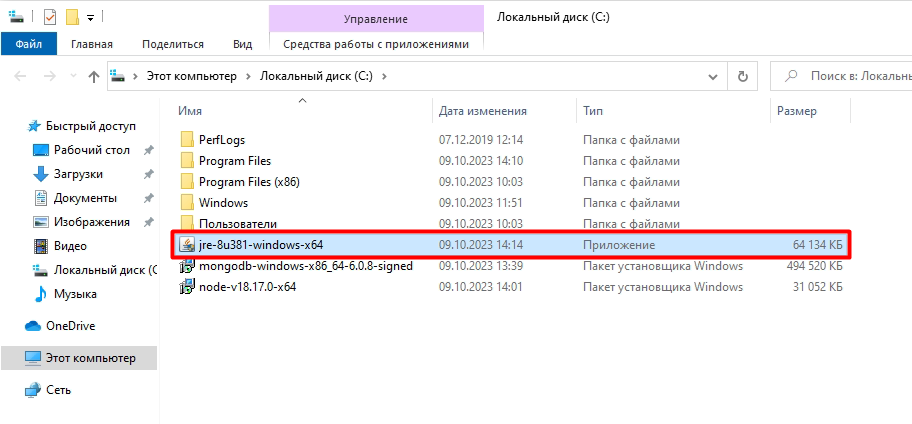 Управление
Локальный диск (C:)
Файл Главная Поделиться Вид Средства работы с приложениями
Этот компьютер Локальный диск (C:) Поиск в: Локальн
Имя Дата изменения Тип Размер
Быстрый доступ
Рабочий стол
Загрузки
Документы
Изображения
Видео
Локальный диск (C
Музыка
OneDrive
Этот компьютер
Сеть
PerfLogs 07.12.2019 12:14 Папка с файлами
Program Files 09.10.2023 14:10 Папка с файлами
Program Files (x86) 09.10.2023 10:03 Папка с файлами
Windows 09.10.2023 11:51 Папка с файлами
Пользователи 09.10.2023 10:03 Папка с файлами
jre-8u381-windows-x64 09.10.2023 14:14 Приложение 64 134 КБ
mongodb-windows-x86_64-6.0.8-signed 09.10.2023 13:39 Пакет установщика Windows 494 520 КБ
node-v18.17.0-x64 09.10.2023 14:01 Пакет установщика Windows 31 052 КБ